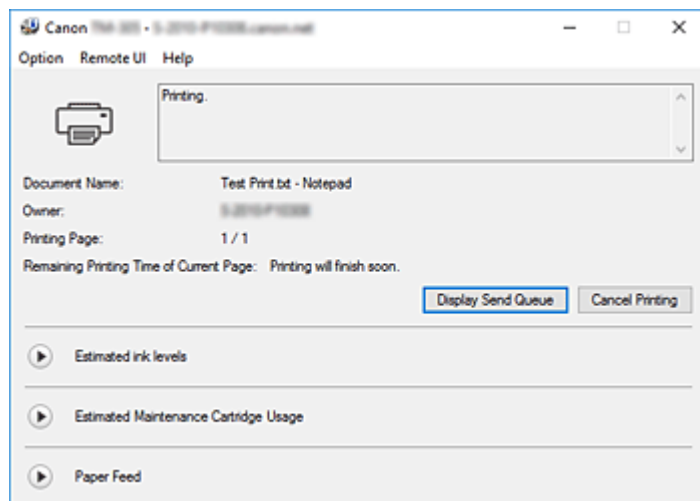 Canon
Option Remote UI Help
Printing.
Document Name: Test Print.txt - Notepad
Owner:
Printing Page: 1 / 1
Remaining Printing Time of Current Page: Printing will finish soon.
Display Send Queue Cancel Printing
Estimated ink levels
Estimated Maintenance Cartridge Usage
Paper Feed